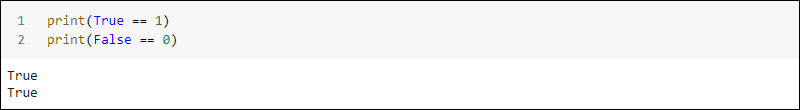 1 print(True == 1)
2 print(False == 0)
True
True